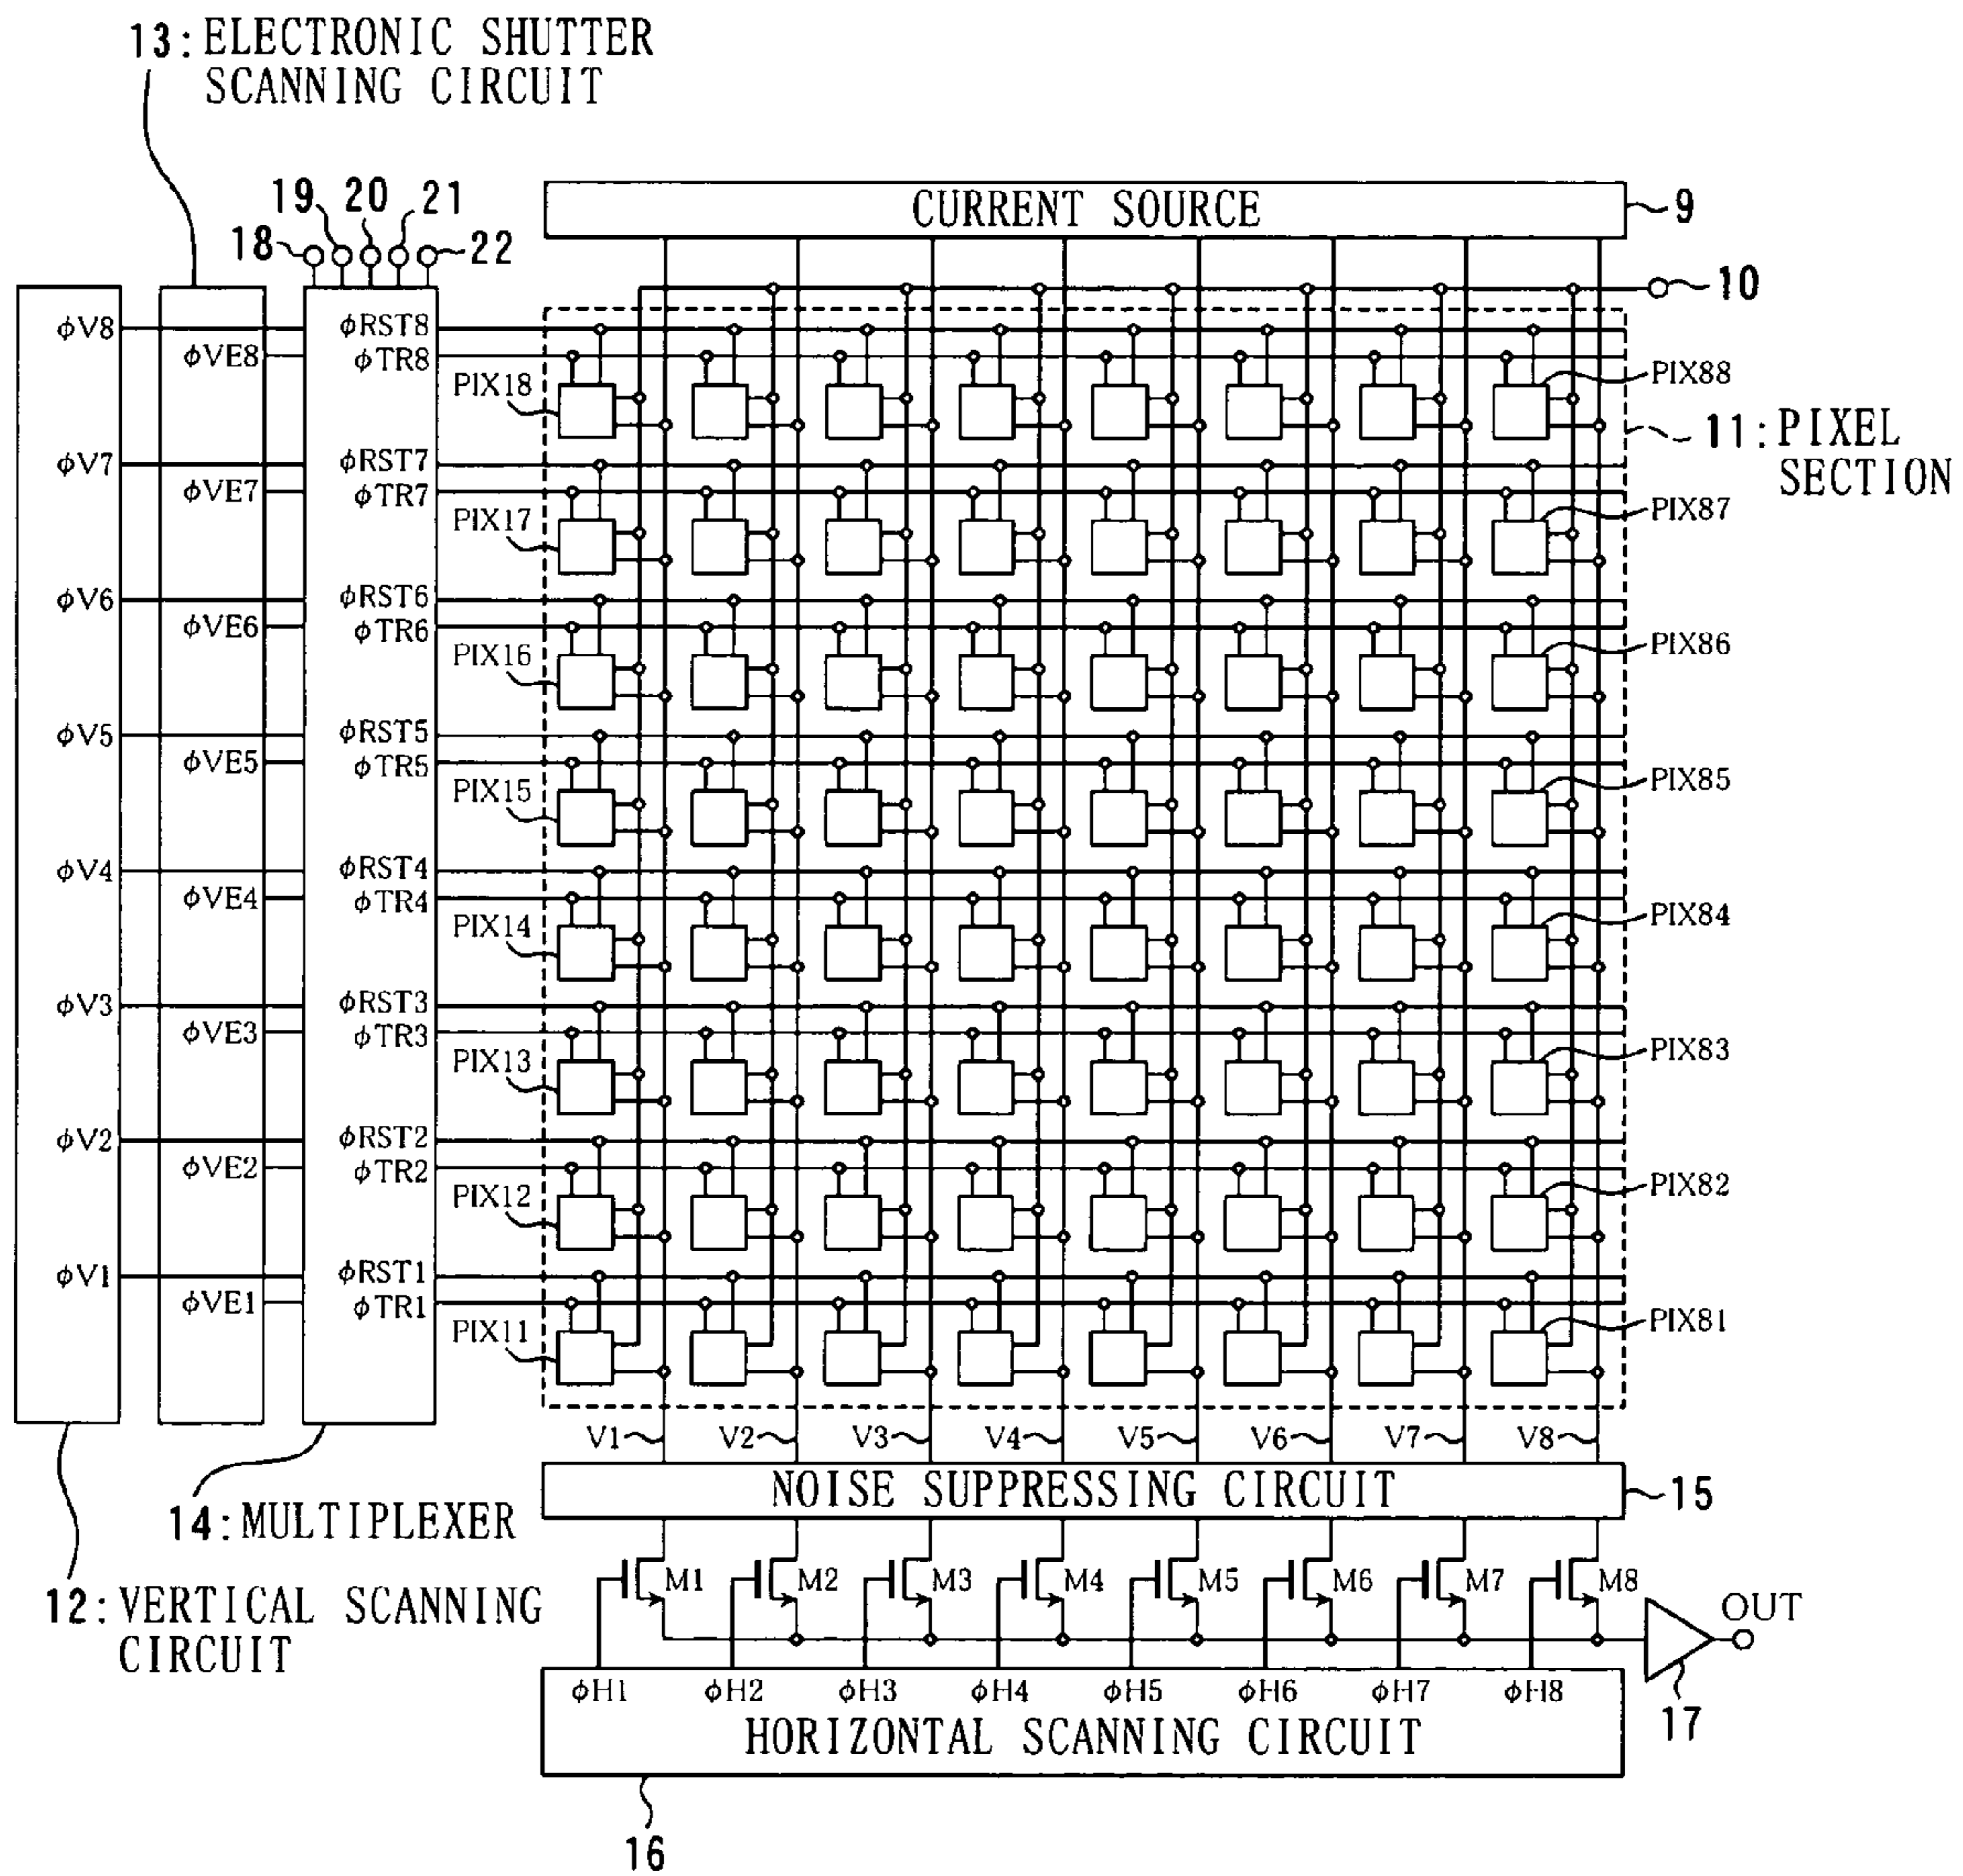 13: ELECTRONIC SHUTTER
SCANNING CIRCUIT
18
19
20
21
22
CURRENT SOURCE
9
10
φV8
φVE8
φRST8
φTR8
PIX18
PIX88
11: PIXEL
SECTION
φV7
φVE7
φRST7
φTR7
PIX17
PIX87
φV6
φVE6
φRST6
φTR6
PIX16
PIX86
φV5
φVE5
φRST5
φTR5
PIX15
PIX85
φV4
φVE4
φRST4
φTR4
PIX14
PIX84
φV3
φVE3
φRST3
φTR3
PIX13
PIX83
φV2
φVE2
φRST2
φTR2
PIX12
PIX82
φV1
φVE1
φRST1
φTR1
PIX11
PIX81
V1
V2
V3
V4
V5
V6
V7
V8
NOISE SUPPRESSING CIRCUIT
15
14: MULTIPLEXER
12: VERTICAL SCANNING
CIRCUIT
M1
M2
M3
M4
M5
M6
M7
M8
OUT
17
φH1
φH2
φH3
φH4
φH5
φH6
φH7
φH8
HORIZONTAL SCANNING CIRCUIT
16